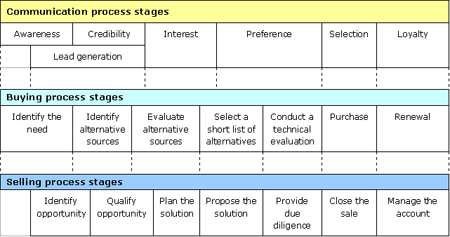 Communication process stages
Awareness Credibility Interest Preference Selection Loyalty
Lead generation
Buying process stages
Identify the Identify Evaluate Select a Conduct a Purchase Renewal
need alternative alternative short list of technical
sources sources alternatives evaluation
Selling process stages
Identify Qualify Plan the Propose the Provide Close the Manage the
opportunity opportunity solution solution due sale account
diligence